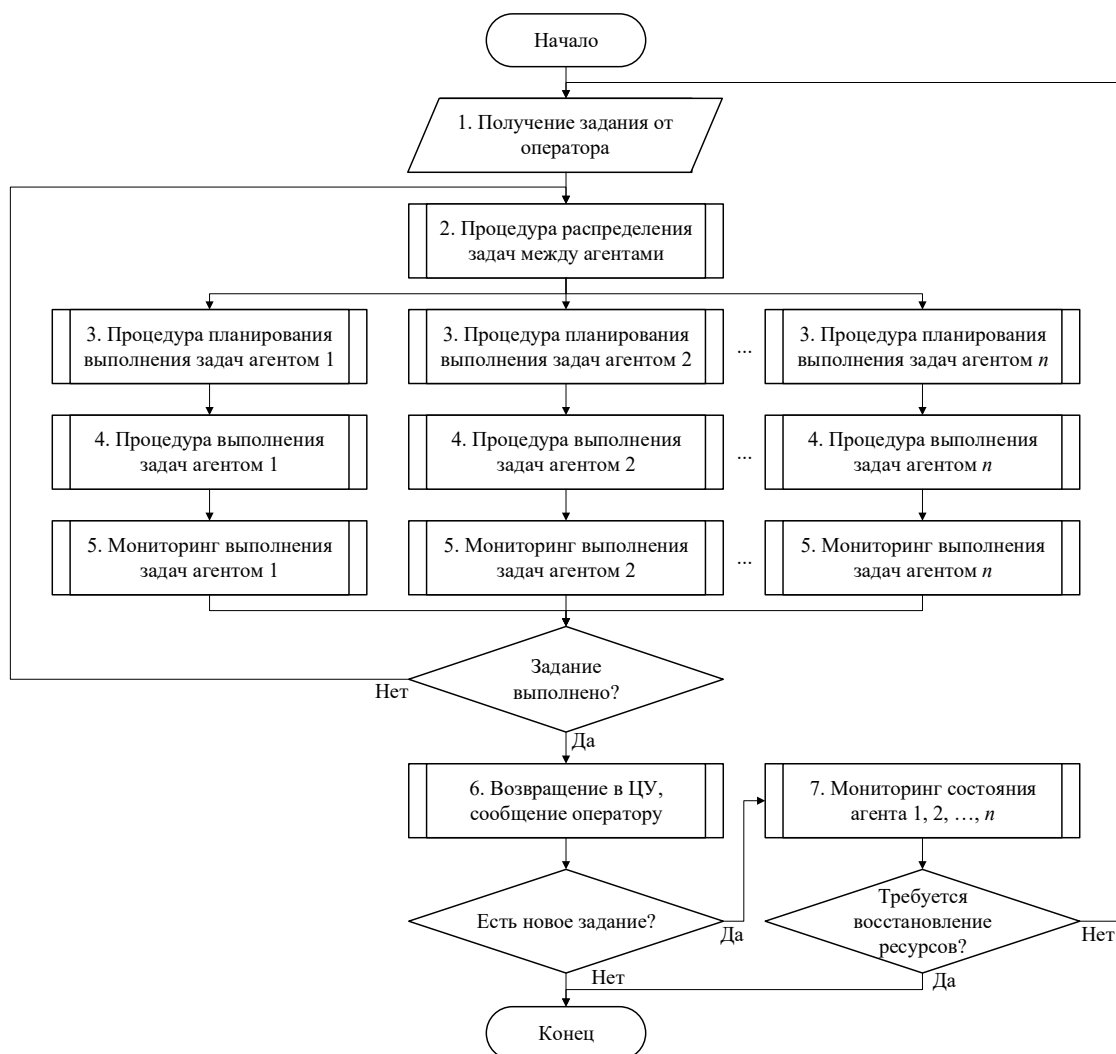 Начало
1. Получение задания от
оператора
2. Процедура распределения
задач между агентами
3. Процедура планирования
выполнения задач агентом 1
3. Процедура планирования
выполнения задач агентом 2
...
3. Процедура планирования
выполнения задач агентом n
4. Процедура выполнения
задач агентом 1
4. Процедура выполнения
задач агентом 2
...
4. Процедура выполнения
задач агентом n
5. Мониторинг выполнения
задач агентом 1
5. Мониторинг выполнения
задач агентом 2
...
5. Мониторинг выполнения
задач агентом n
Задание
выполнено?
Нет
Да
6. Возвращение в ЦУ,
сообщение оператору
7. Мониторинг состояния
агента 1, 2, …, n
Есть новое задание?
Да
Нет
Требуется
восстановление
ресурсов?
Нет
Да
Конец